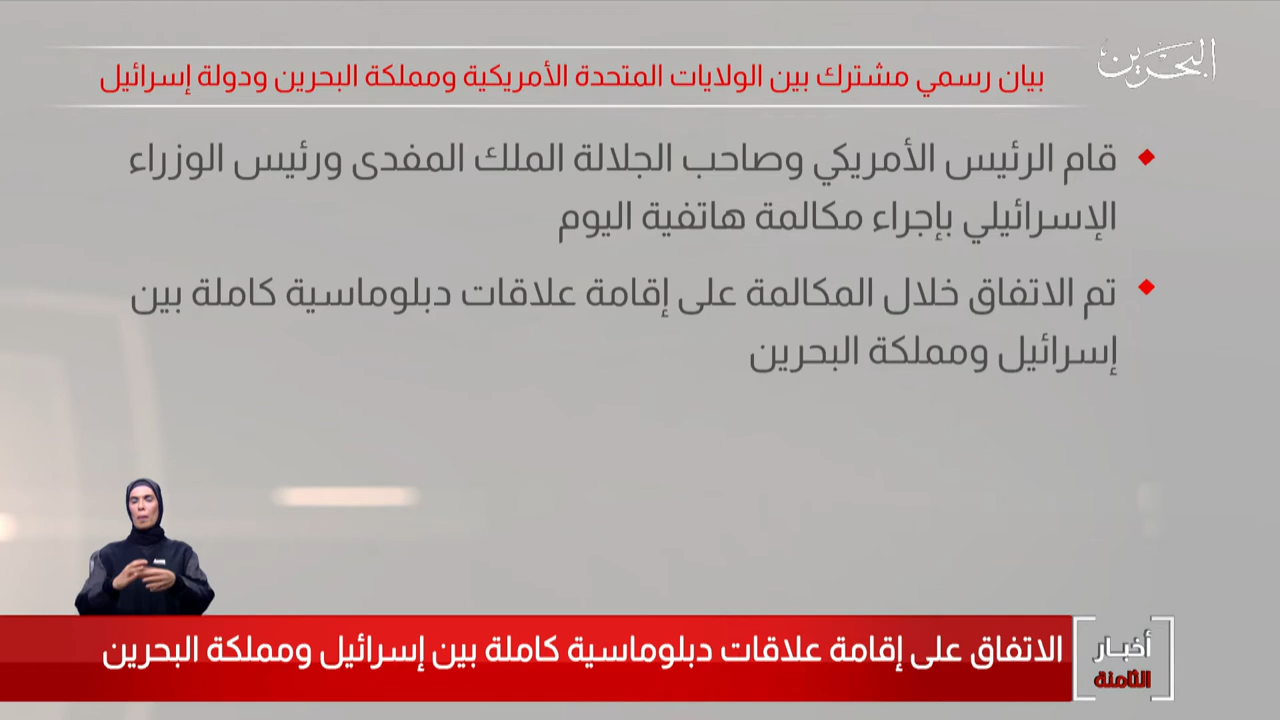 البحرين
بيان رسمي مشترك بين الولايات المتحدة الأمريكية ومملكة البحرين ودولة إسرائيل
قام الرئيس الأمريكي وصاحب الجلالة الملك المفدى ورئيس الوزراء
الإسرائيلي بإجراء مكالمة هاتفية اليوم
تم الاتفاق خلال المكالمة على إقامة علاقات دبلوماسية كاملة بين
إسرائيل ومملكة البحرين
أخبار
الثامنة
الاتفاق على إقامة علاقات دبلوماسية كاملة بين إسرائيل ومملكة البحرين